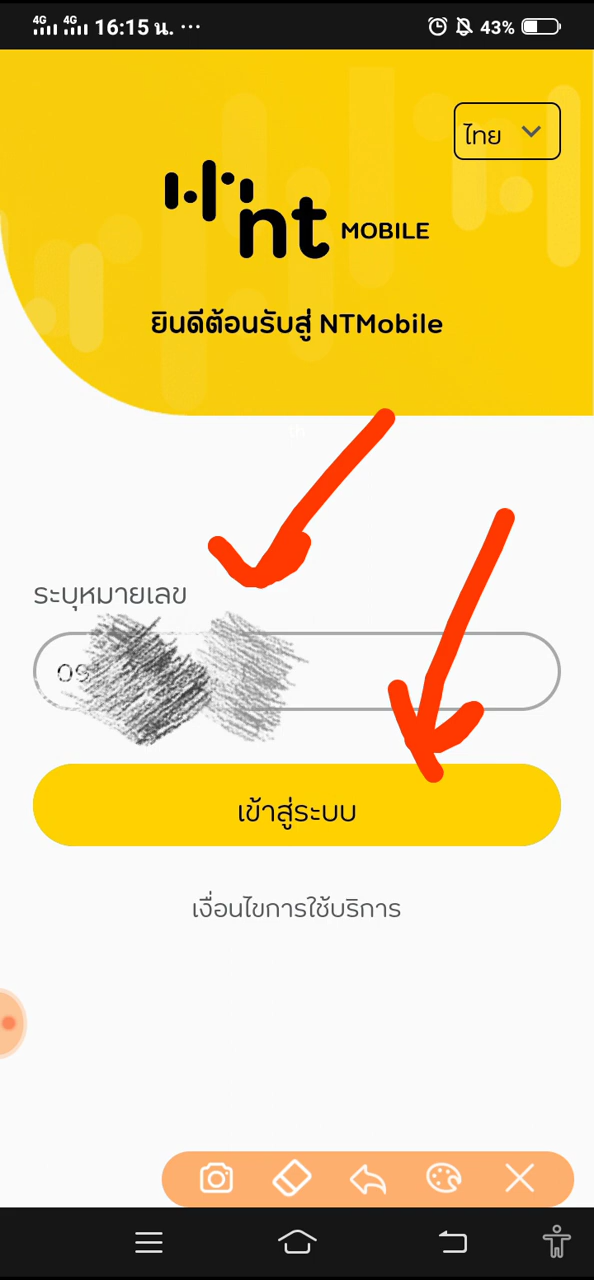 4G 4G 16:15 น. ... 43%
ไทย
nt MOBILE
ยินดีต้อนรับสู่ NTMobile
ระบุหมายเลข
เข้าสู่ระบบ
เงื่อนไขการใช้บริการ